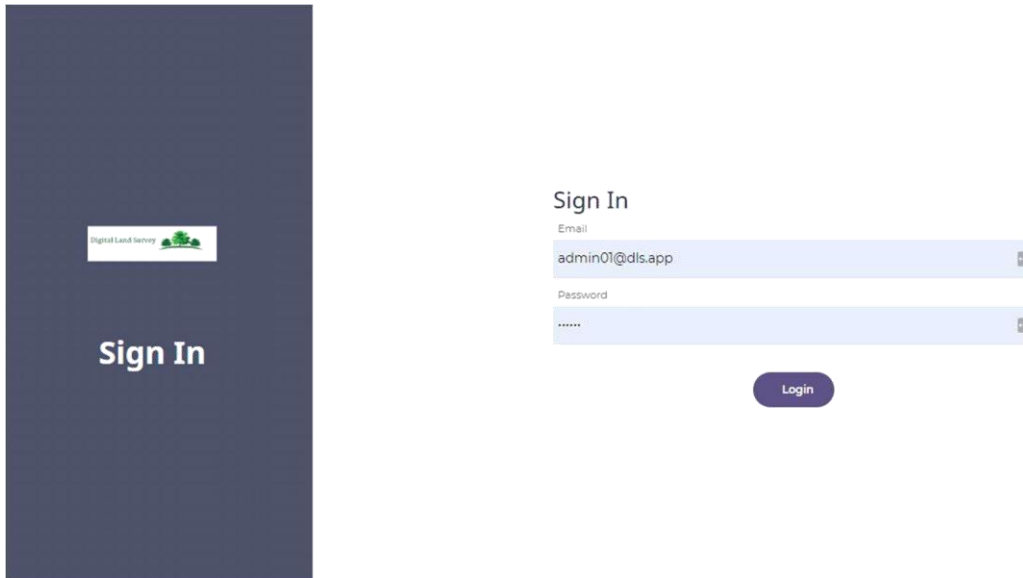 Digital Land Survey
Sign In
Sign In
Email
admin01@dls.app
Password
......
Login